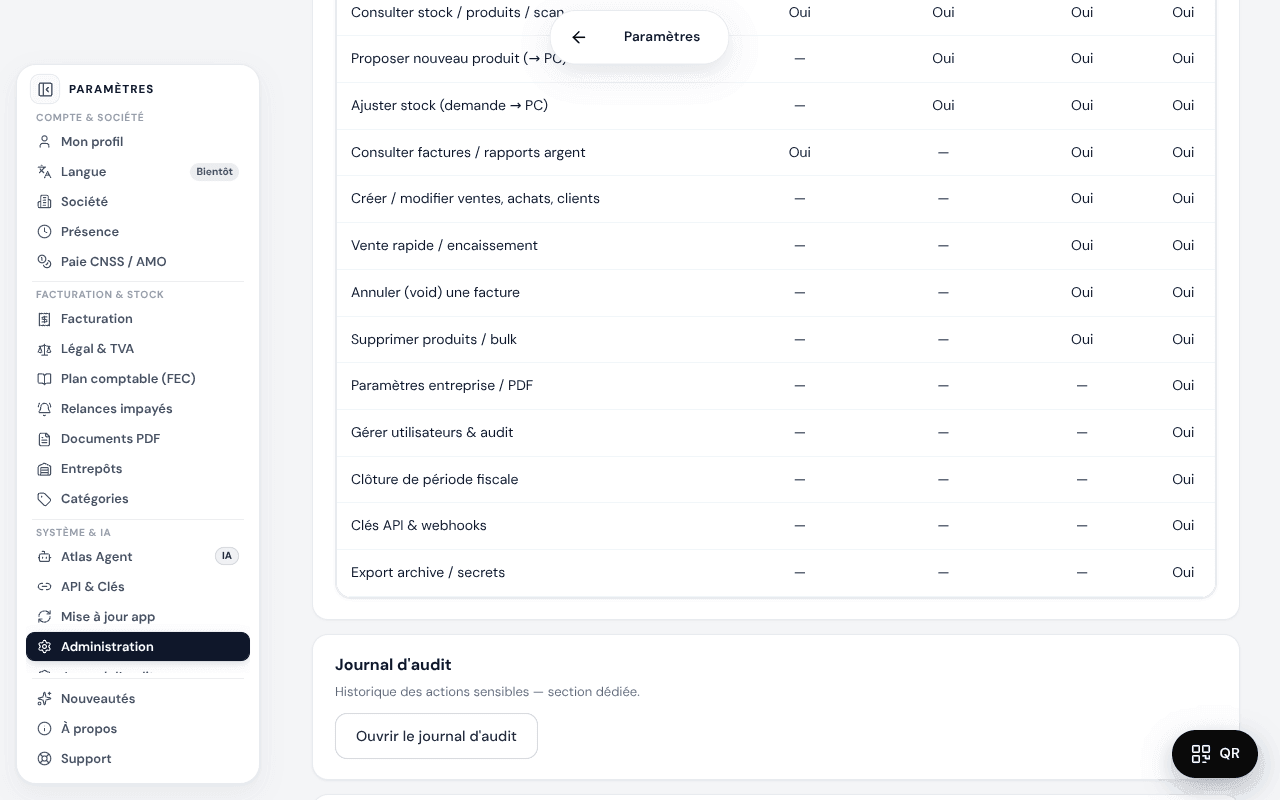 PARAMÈTRES
COMPTE & SOCIÉTÉ
Mon profil
Langue Bientôt
Société
Présence
Paie CNSS / AMO
FACTURATION & STOCK
Facturation
Légal & TVA
Plan comptable (FEC)
Relances impayés
Documents PDF
Entrepôts
Catégories
SYSTÈME & IA
Atlas Agent IA
API & Clés
Mise à jour app
Administration
Nouveautés
À propos
Support
Paramètres
Consulter stock / produits / scan Oui Oui Oui Oui
Proposer nouveau produit (→ PC) — Oui Oui Oui
Ajuster stock (demande → PC) — Oui Oui Oui
Consulter factures / rapports argent Oui — Oui Oui
Créer / modifier ventes, achats, clients — — Oui Oui
Vente rapide / encaissement — — Oui Oui
Annuler (void) une facture — — Oui Oui
Supprimer produits / bulk — — Oui Oui
Paramètres entreprise / PDF — — — Oui
Gérer utilisateurs & audit — — — Oui
Clôture de période fiscale — — — Oui
Clés API & webhooks — — — Oui
Export archive / secrets — — — Oui
Journal d'audit
Historique des actions sensibles — section dédiée.
Ouvrir le journal d'audit
QR